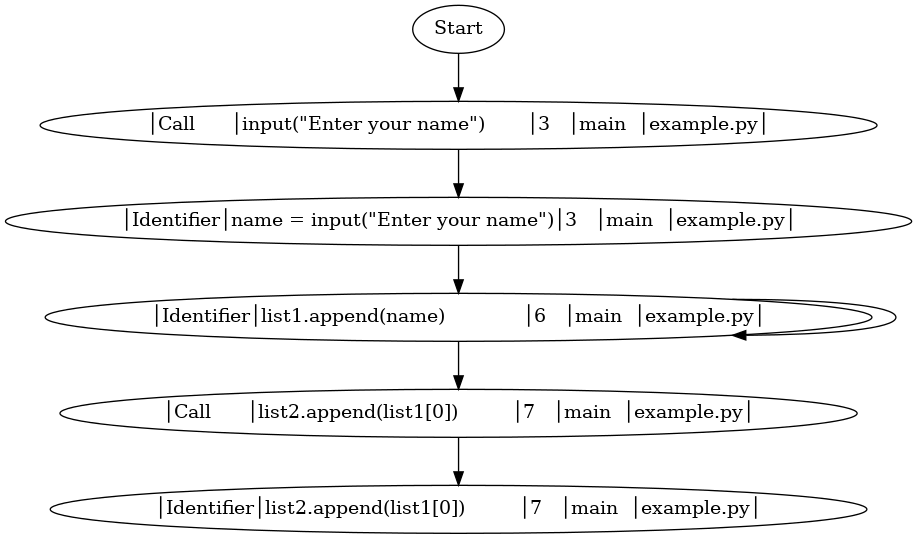 Start
|Call      |input("Enter your name")       |3   |main  |example.py|
|Identifier|name = input("Enter your name")|3   |main  |example.py|
|Identifier|list1.append(name)             |6   |main  |example.py|
|Call      |list2.append(list1[0])         |7   |main  |example.py|
|Identifier|list2.append(list1[0])         |7   |main  |example.py|